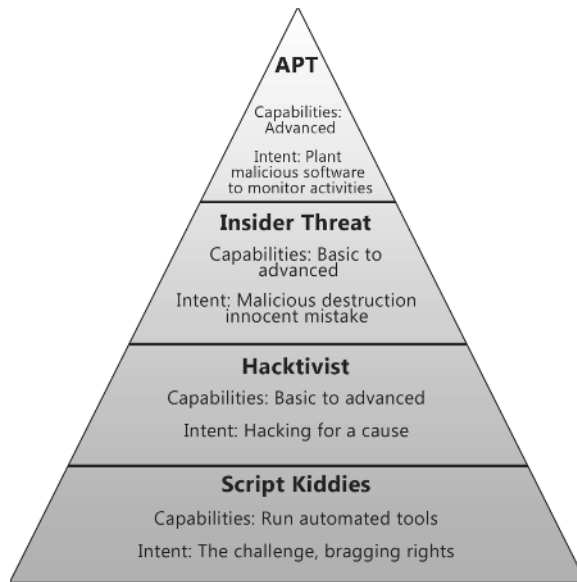 APT
Capabilities:
Advanced
Intent: Plant
malicious software
to monitor activities
Insider Threat
Capabilities: Basic to
advanced
Intent: Malicious destruction
innocent mistake
Hacktivist
Capabilities: Basic to advanced
Intent: Hacking for a cause
Script Kiddies
Capabilities: Run automated tools
Intent: The challenge, bragging rights